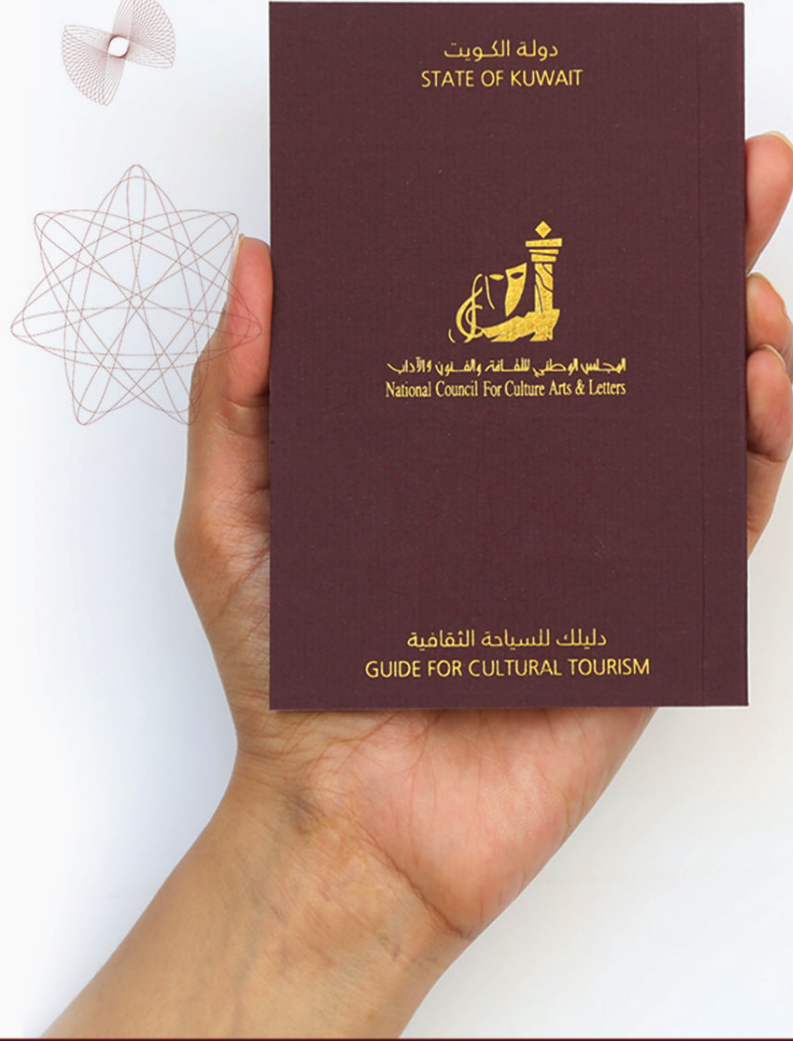 دولة الكويت
STATE OF KUWAIT
المجلس الوطني للثقافة والفنون والآداب
National Council For Culture Arts & Letters
دليلك للسياحة الثقافية
GUIDE FOR CULTURAL TOURISM